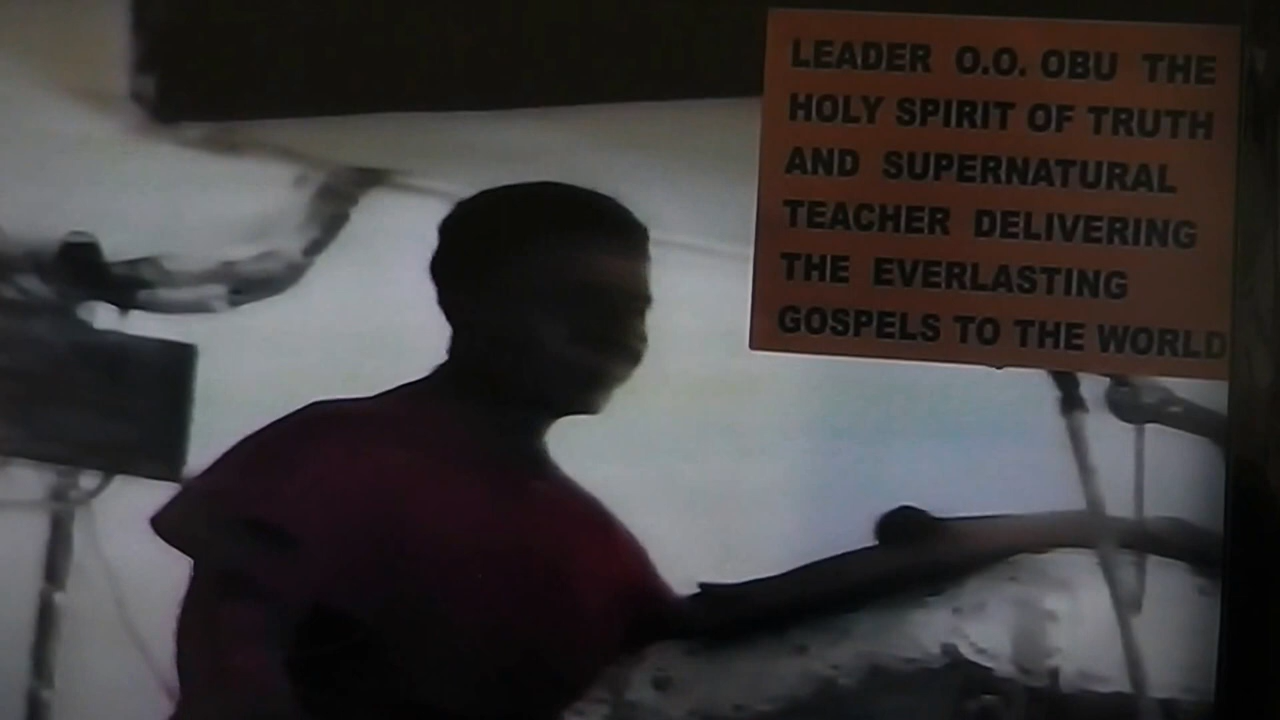 LEADER O.O. OBU THE
HOLY SPIRIT OF TRUTH
AND SUPERNATURAL
TEACHER DELIVERING
THE EVERLASTING
GOSPELS TO THE WORLD